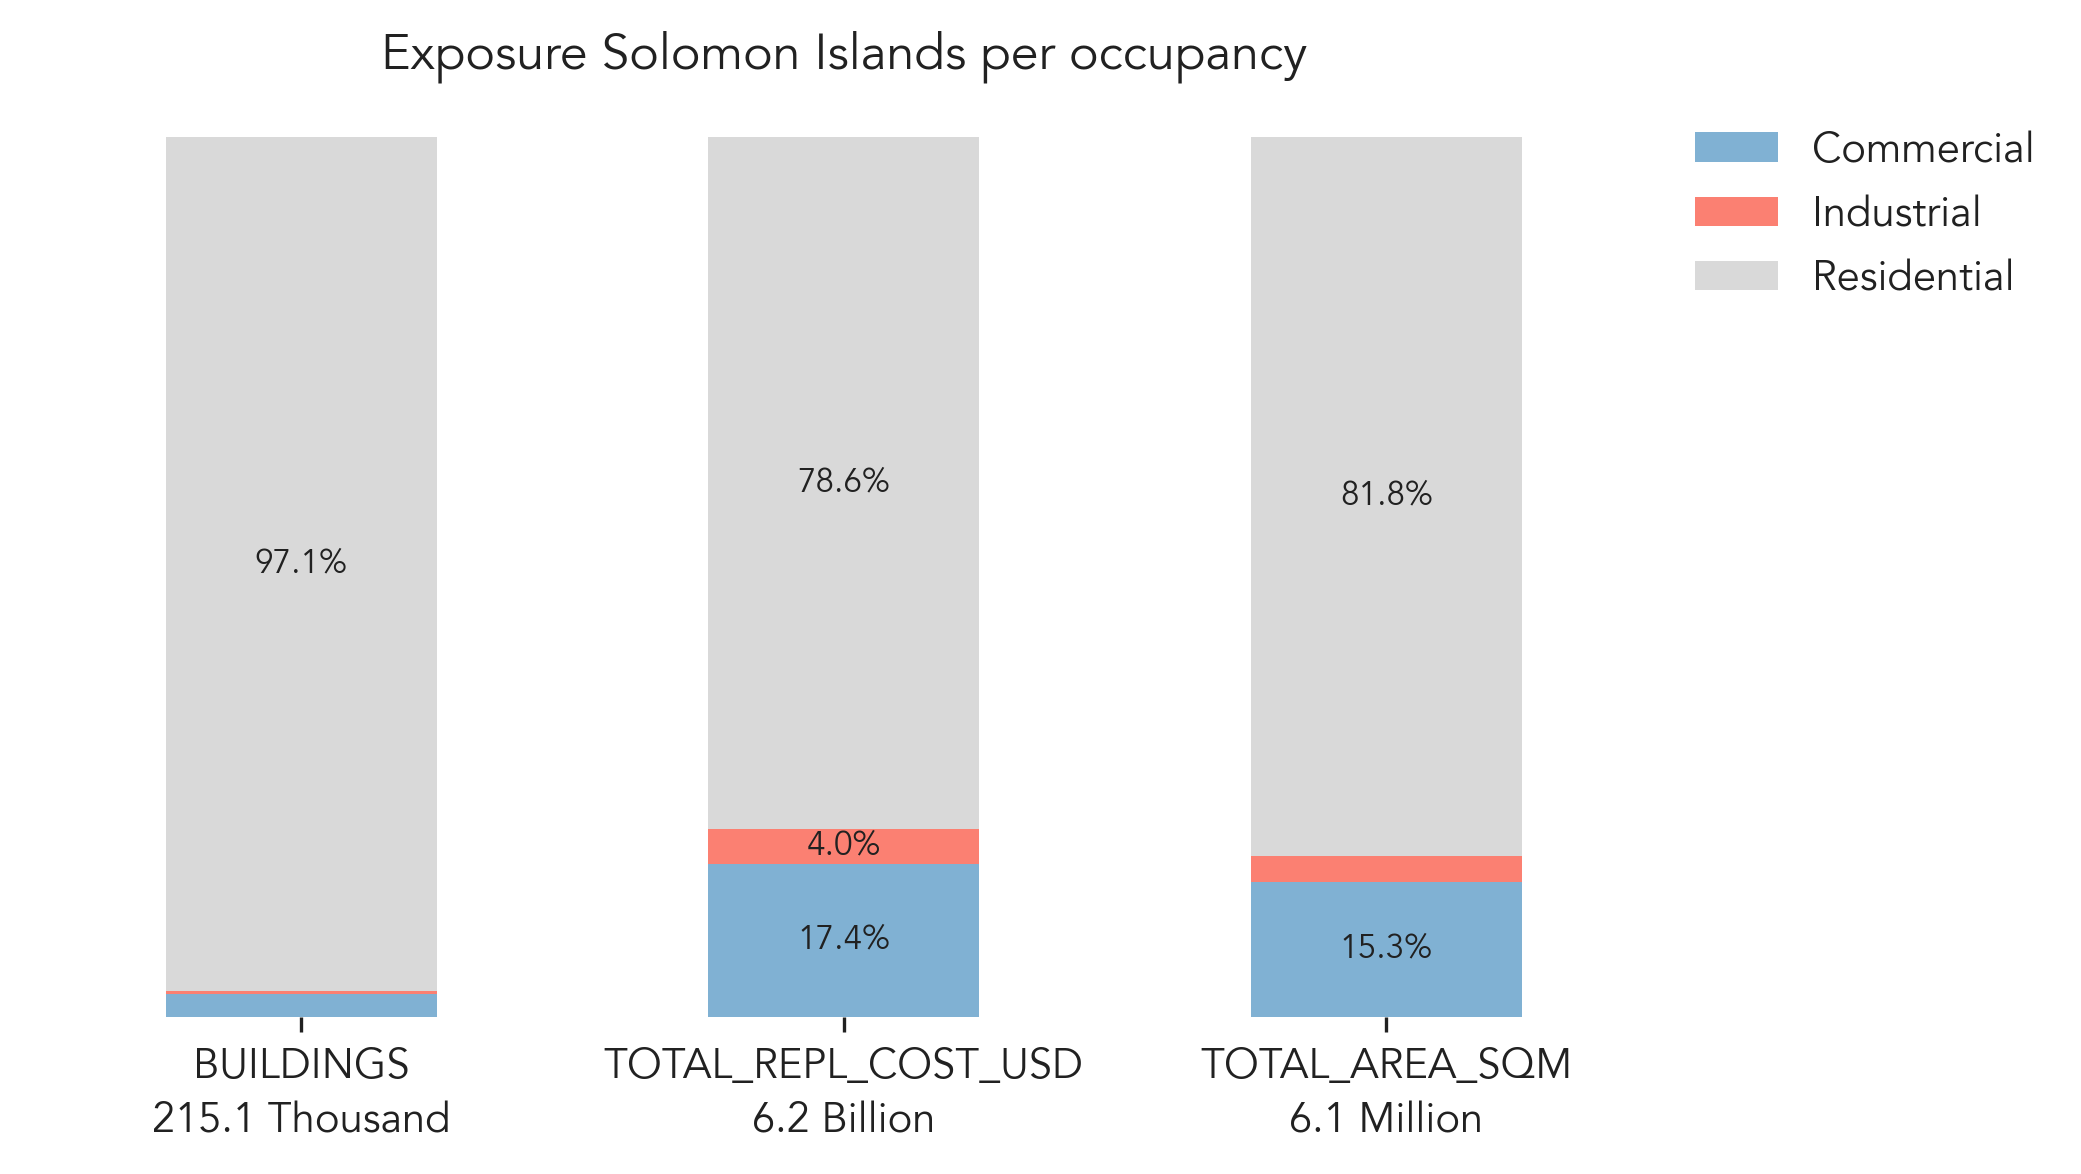 Exposure Solomon Islands per occupancy
Commercial
Industrial
Residential
97.1%
78.6%
4.0%
17.4%
81.8%
15.3%
BUILDINGS
215.1 Thousand
TOTAL_REPL_COST_USD
6.2 Billion
TOTAL_AREA_SQM
6.1 Million